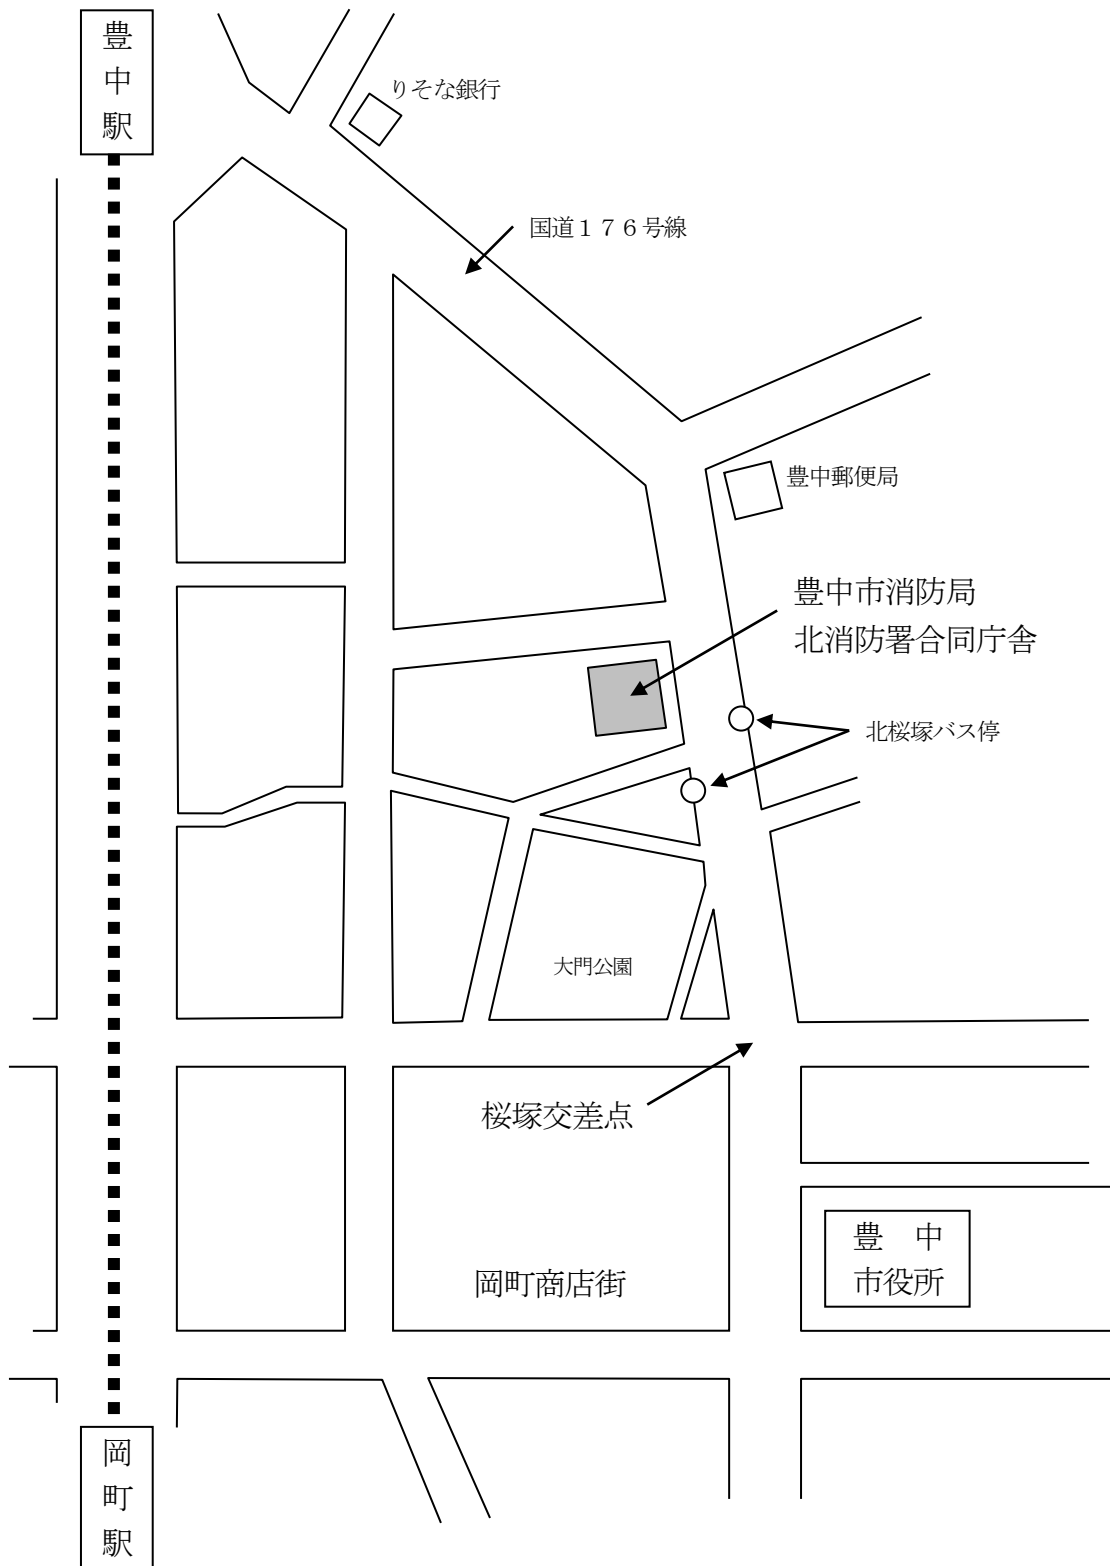 豊中駅
りそな銀行
国道１７６号線
豊中郵便局
豊中市消防局
北消防署合同庁舎
北桜塚バス停
大門公園
桜塚交差点
豊　中
市役所
岡町商店街
岡町駅